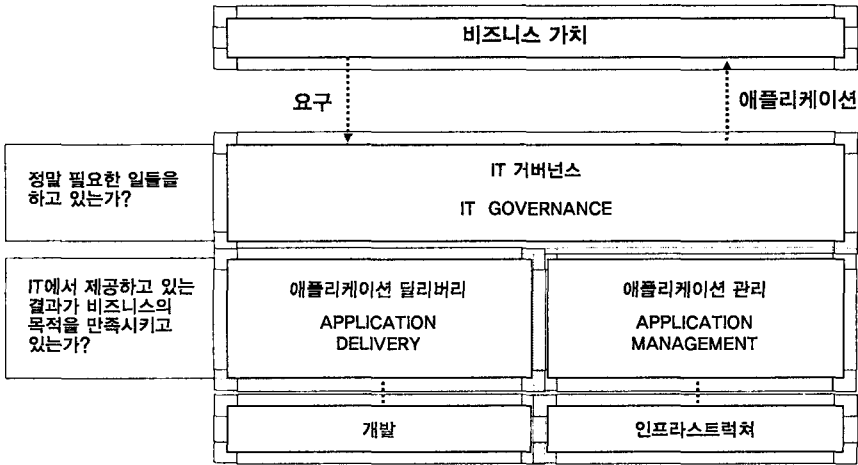 비즈니스 가치
요구
애플리케이션
정말 필요한 일들을
하고 있는가?
IT 거버넌스
IT GOVERNANCE
IT에서 제공하고 있는
결과가 비즈니스의
목적을 만족시키고
있는가?
애플리케이션 딜리버리
APPLICATION
DELIVERY
애플리케이션 관리
APPLICATION
MANAGEMENT
개발
인프라스트럭쳐